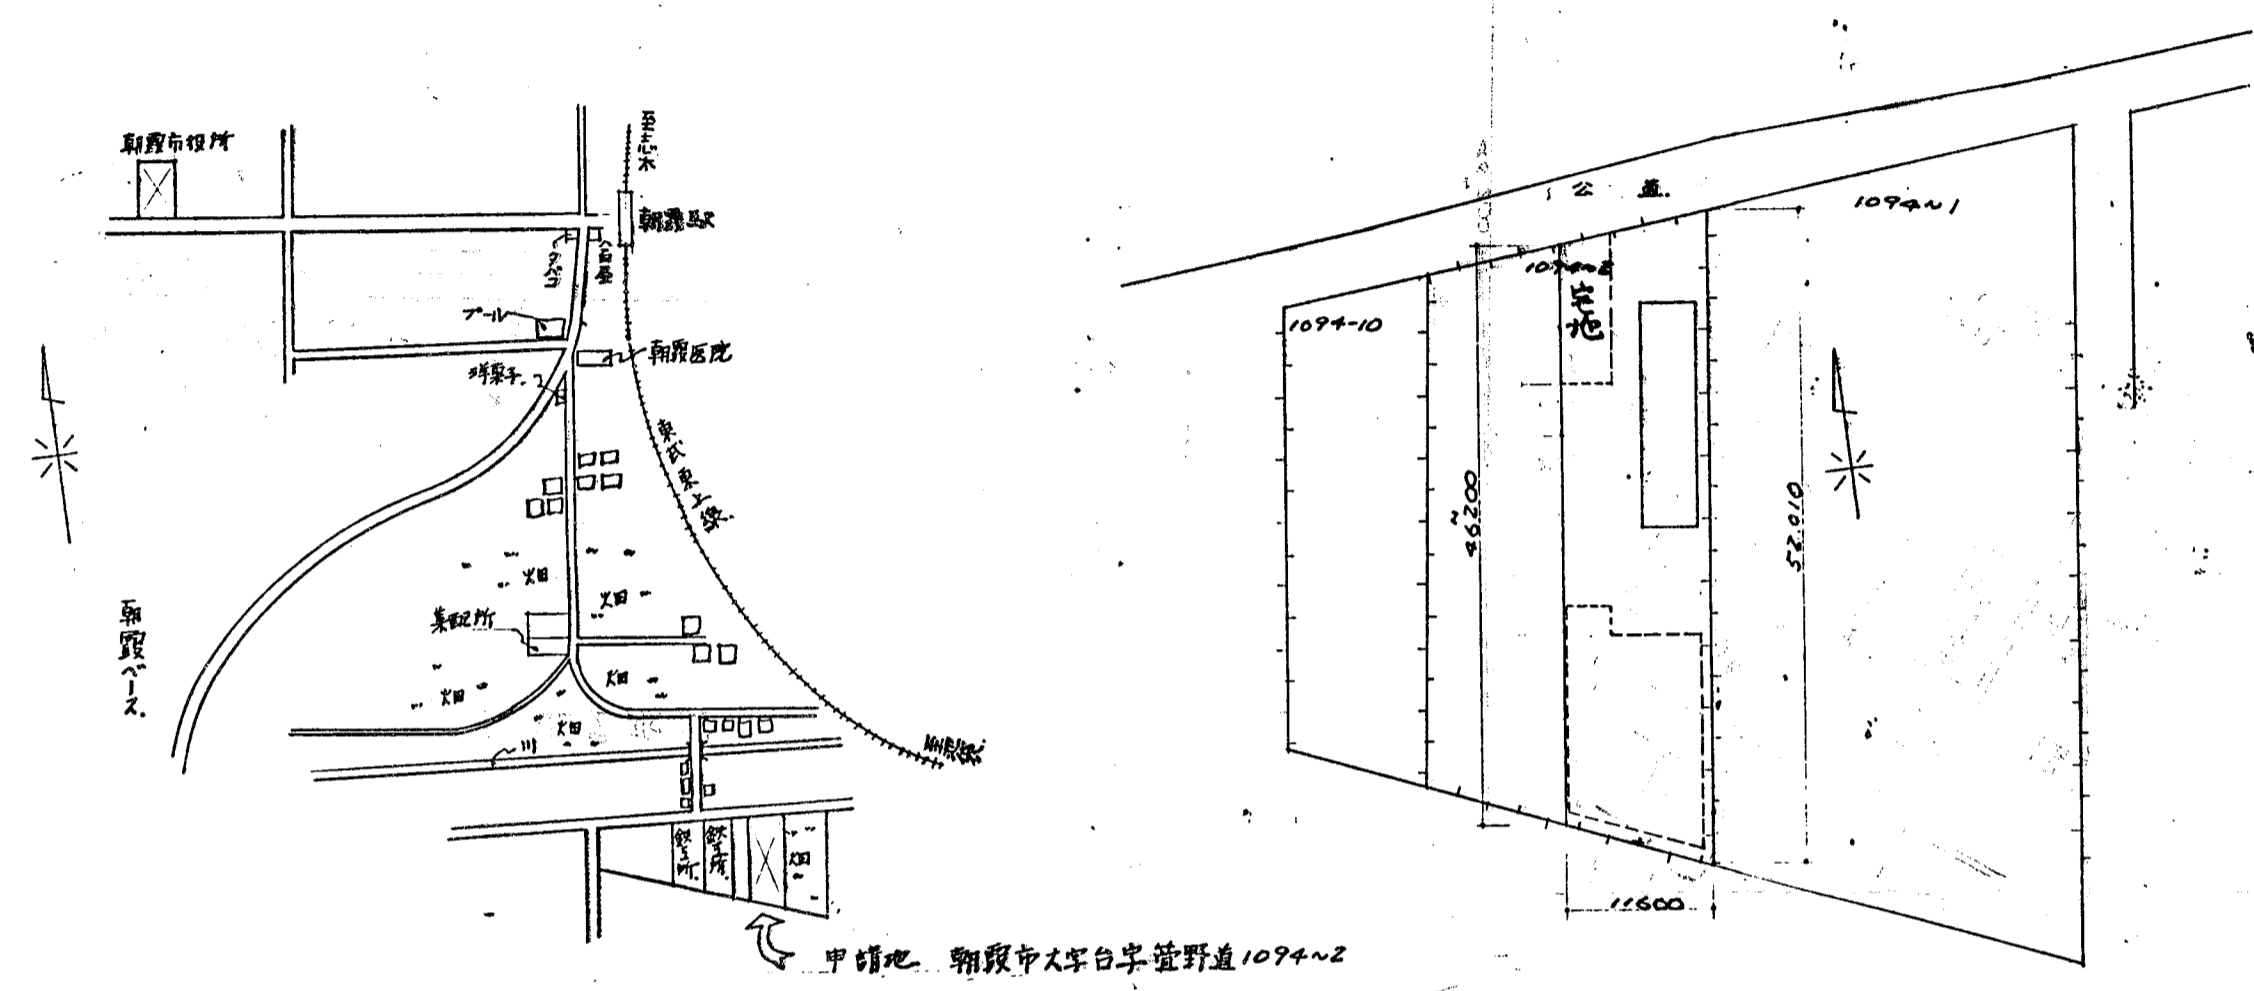 朝霞市役所
至志木
朝霞駅
タバコ
八百屋
プール
朝霞医院
洋菓子
東武東上線.
畑
畑
集配所
畑
畑
畑
朝霞ベース.
川
鉄工所.
鉄工所.
畑
申請地 朝霞市大字台字菅野道1094~2
公 道.
1094~1
1094-10
宅地
46200
52.010
11600